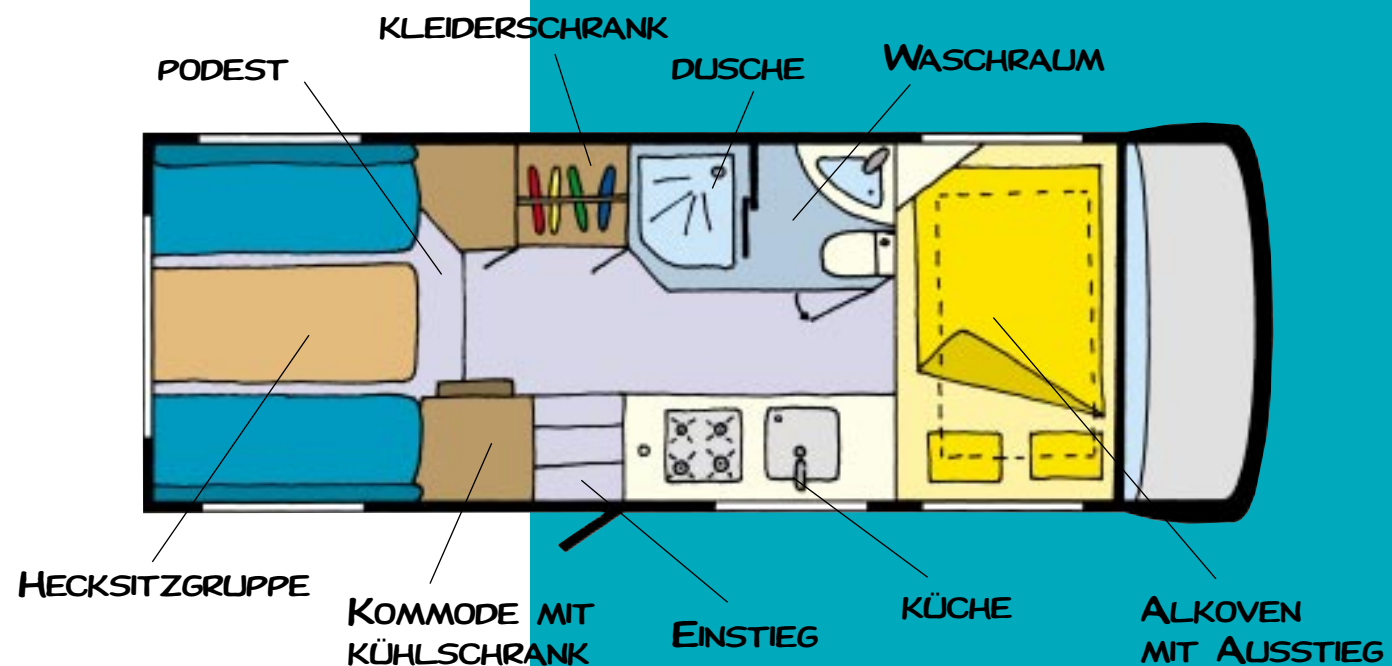 KLEIDERSCHRANK
PODEST
DUSCHE
WASCHRAUM
HECKSITZGRUPPE
KOMMODE MIT
KÜHLSCHRANK
EINSTIEG
KÜCHE
ALKOVEN
MIT AUSSTIEG